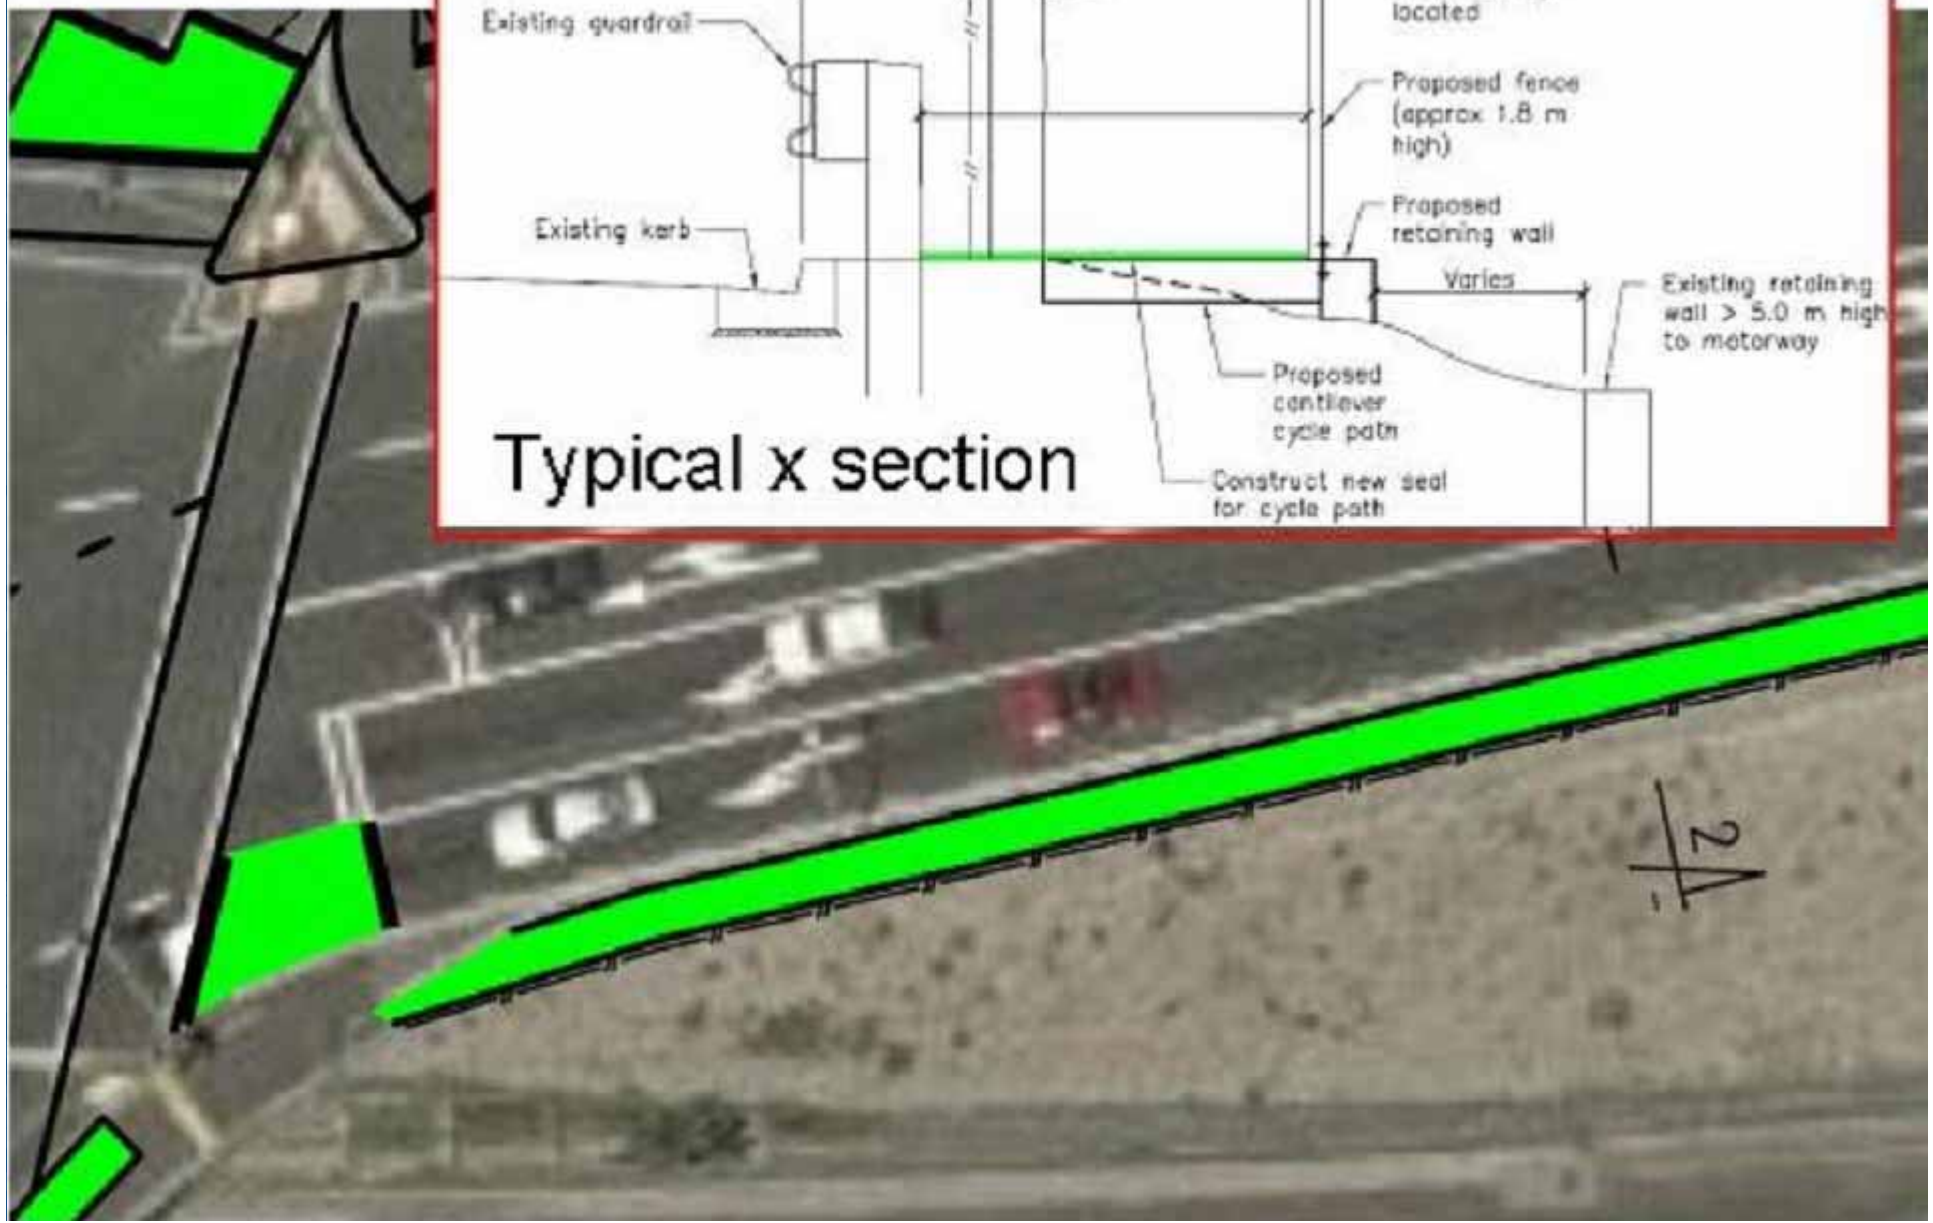 located
Existing guardrail
Proposed fence
(approx 1.8 m
high)
Proposed
retaining wall
Existing kerb
Varies
Existing retaining
wall > 5.0 m high
to motorway
Proposed
cantilever
cycle path
Typical x section
Construct new seal
for cycle path
2